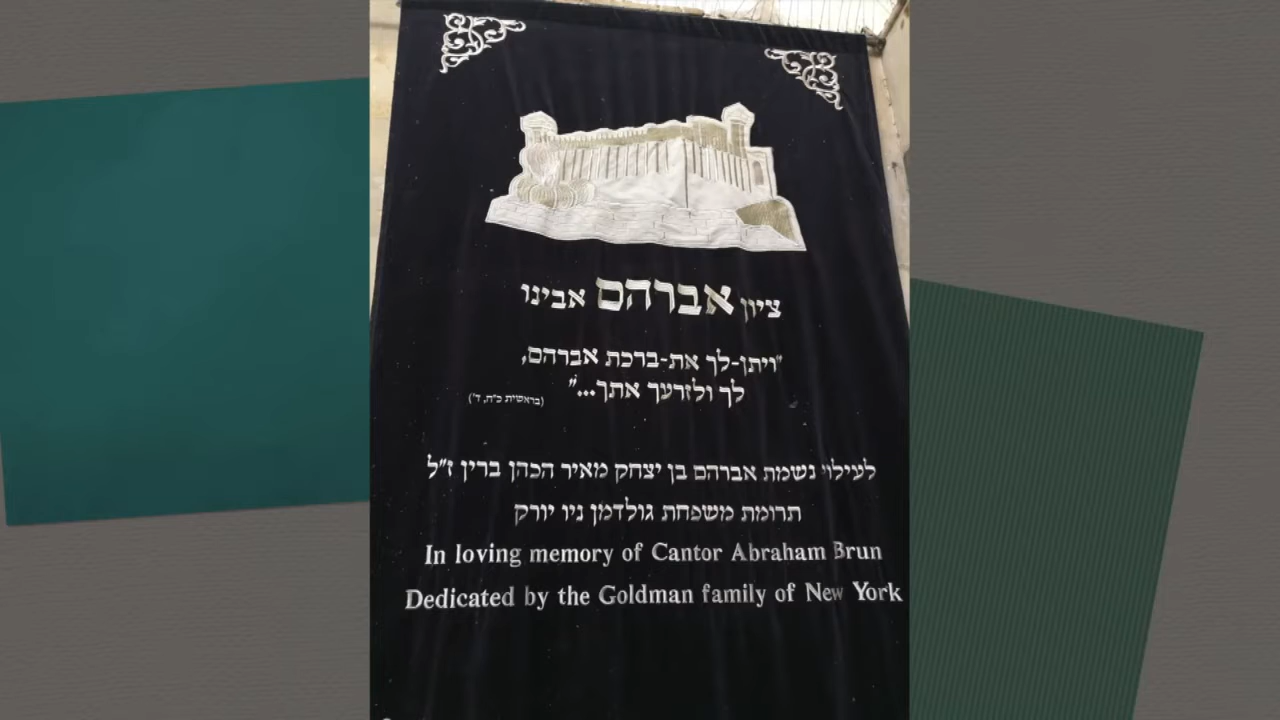 ציון אברהם אבינו
"ויתן-לך את-ברכת אברהם,
לך ולזרעך אתך..."
(בראשית כ"ח, ד')
לעילוי נשמת אברהם בן יצחק מאיר הכהן ברין ז"ל
תרומת משפחת גולדמן ניו יורק
In loving memory of Cantor Abraham Brun
Dedicated by the Goldman family of New York